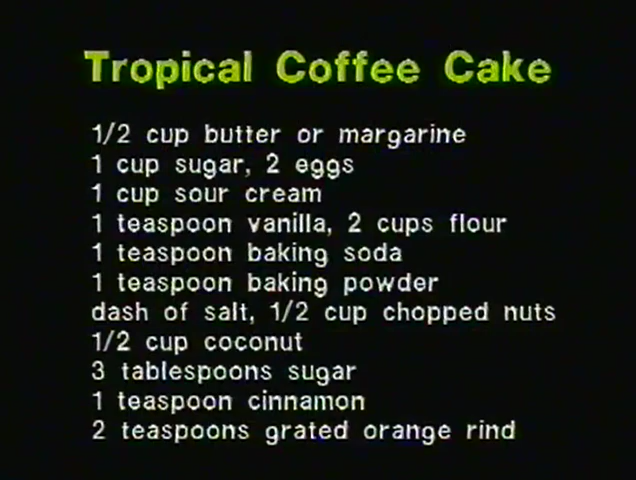 Tropical Coffee Cake
1/2 cup butter or margarine
1 cup sugar, 2 eggs
1 cup sour cream
1 teaspoon vanilla, 2 cups flour
1 teaspoon baking soda
1 teaspoon baking powder
dash of salt, 1/2 cup chopped nuts
1/2 cup coconut
3 tablespoons sugar
1 teaspoon cinnamon
2 teaspoons grated orange rind